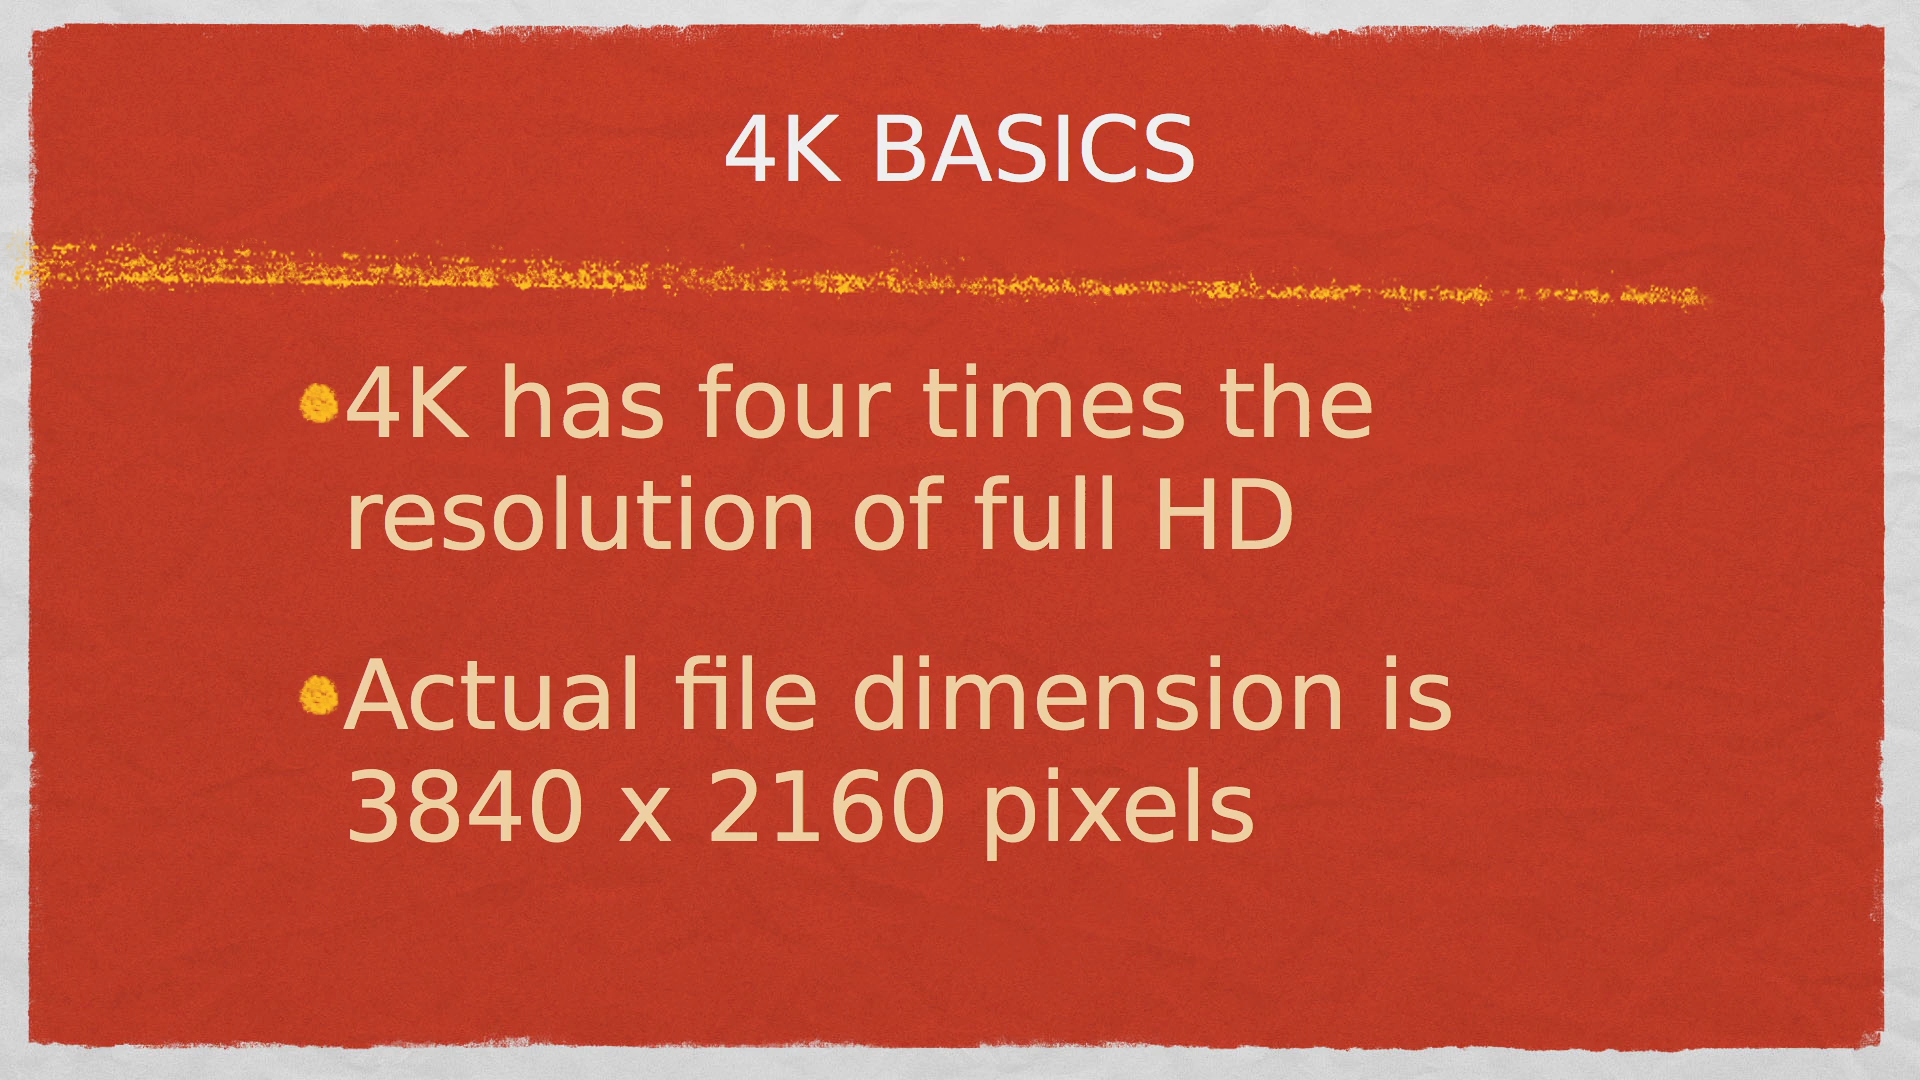 4K BASICS
4K has four times the
resolution of full HD
Actual file dimension is
3840 x 2160 pixels